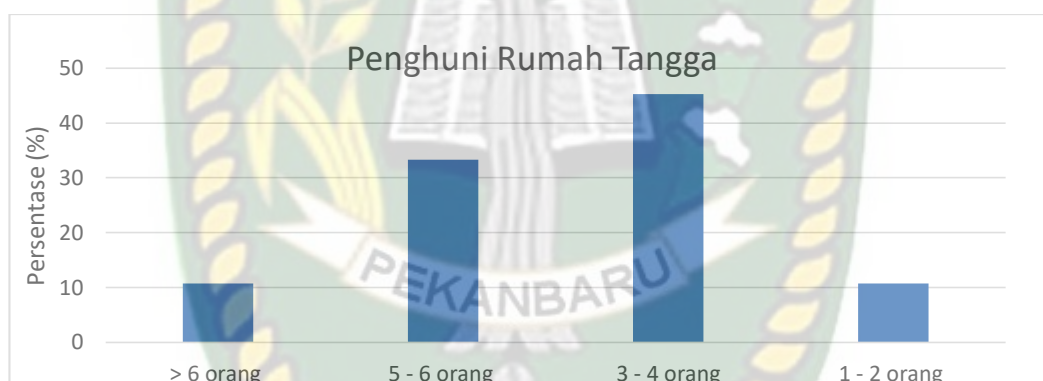 Penghuni Rumah Tangga
Persentase (%)
50
40
30
20
10
0
> 6 orang
5 - 6 orang
3 - 4 orang
1 - 2 orang
PEKANBARU